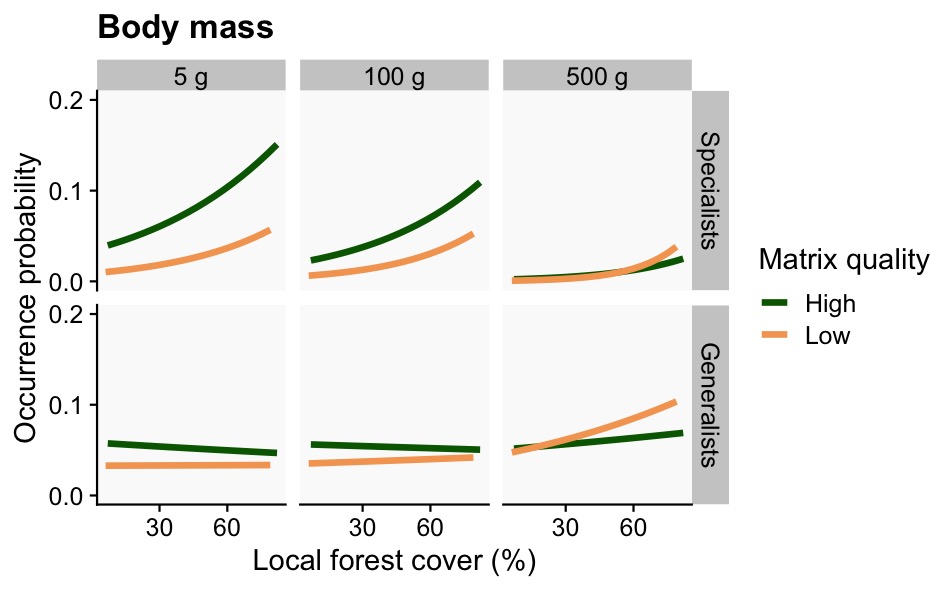 Body mass
5 g
100 g
500 g
Occurrence probability
0.2
0.1
0.0
Specialists
0.2
0.1
0.0
Generalists
30
60
30
60
30
60
Local forest cover (%)
Matrix quality
High
Low